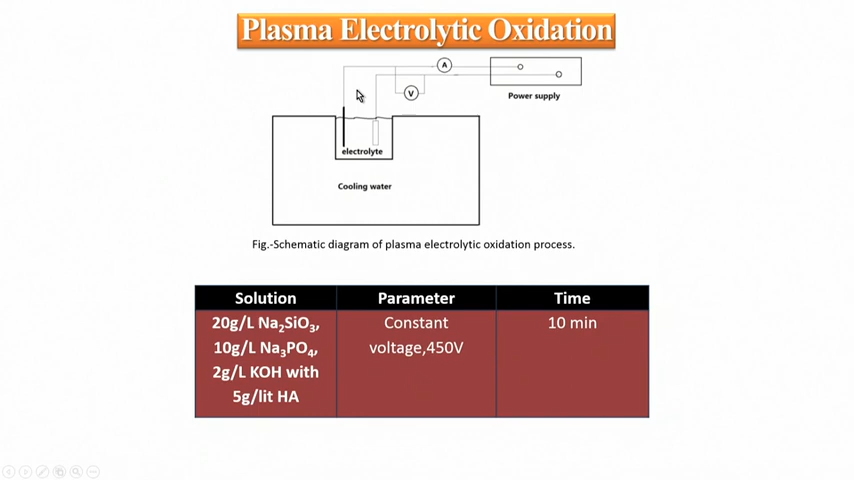 Plasma Electrolytic Oxidation
A
V
Power supply
electrolyte
Cooling water
Fig.-Schematic diagram of plasma electrolytic oxidation process.
Solution Parameter Time
20g/L Na₂SiO₃, Constant 10 min
10g/L Na₃PO₄, voltage,450V
2g/L KOH with
5g/lit HA